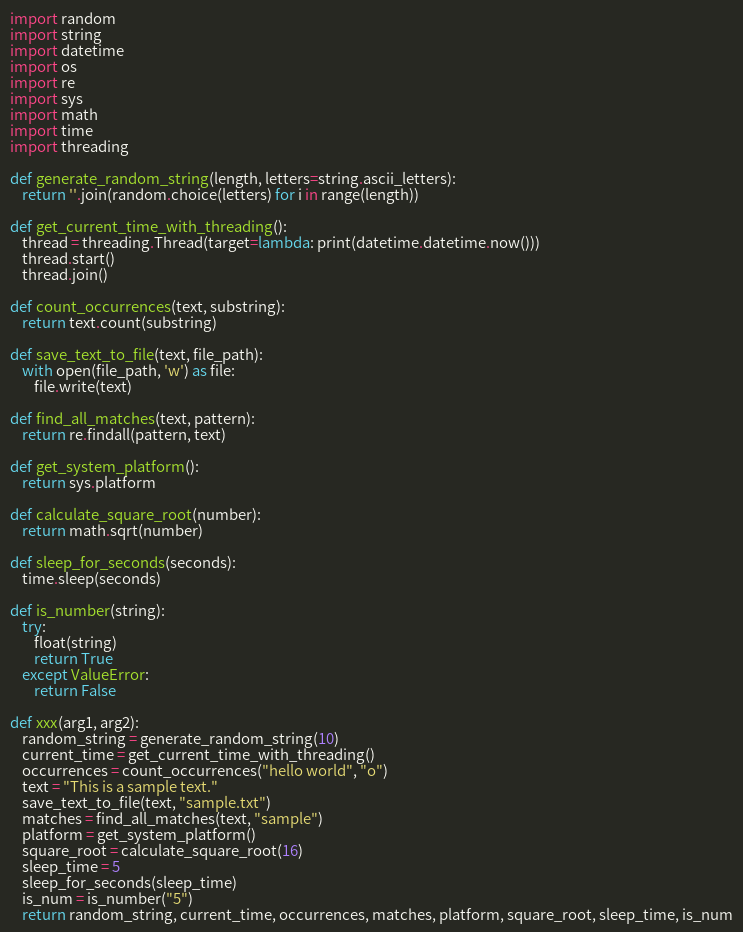 import random
import string
import datetime
import os
import re
import sys
import math
import time
import threading

def generate_random_string(length, letters=string.ascii_letters):
    return ''.join(random.choice(letters) for i in range(length))

def get_current_time_with_threading():
    thread = threading.Thread(target=lambda: print(datetime.datetime.now()))
    thread.start()
    thread.join()

def count_occurrences(text, substring):
    return text.count(substring)

def save_text_to_file(text, file_path):
    with open(file_path, 'w') as file:
        file.write(text)

def find_all_matches(text, pattern):
    return re.findall(pattern, text)

def get_system_platform():
    return sys.platform

def calculate_square_root(number):
    return math.sqrt(number)

def sleep_for_seconds(seconds):
    time.sleep(seconds)

def is_number(string):
    try:
        float(string)
        return True
    except ValueError:
        return False

def xxx(arg1, arg2):
    random_string = generate_random_string(10)
    current_time = get_current_time_with_threading()
    occurrences = count_occurrences("hello world", "o")
    text = "This is a sample text."
    save_text_to_file(text, "sample.txt")
    matches = find_all_matches(text, "sample")
    platform = get_system_platform()
    square_root = calculate_square_root(16)
    sleep_time = 5
    sleep_for_seconds(sleep_time)
    is_num = is_number("5")
    return random_string, current_time, occurrences, matches, platform, square_root, sleep_time, is_num